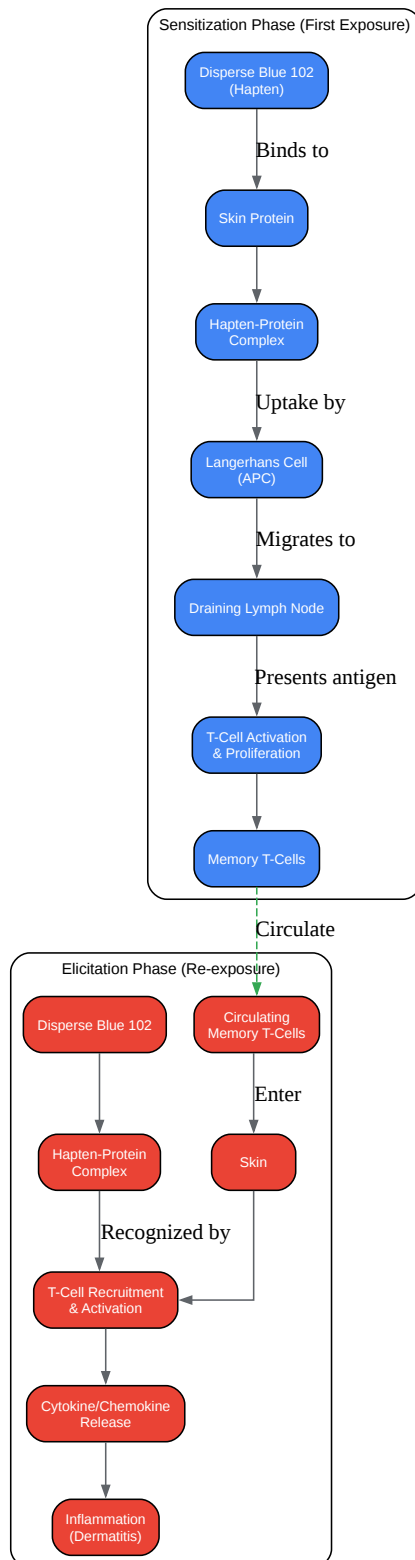 Sensitization Phase (First Exposure)
Disperse Blue 102
(Hapten)
Binds to
Skin Protein
Hapten-Protein
Complex
Uptake by
Langerhans Cell
(APC)
Migrates to
Draining Lymph Node
Presents antigen
T-Cell Activation
& Proliferation
Memory T-Cells
Circulate
Elicitation Phase (Re-exposure)
Disperse Blue 102
Circulating
Memory T-Cells
Enter
Hapten-Protein
Complex
Skin
Recognized by
T-Cell Recruitment
& Activation
Cytokine/Chemokine
Release
Inflammation
(Dermatitis)